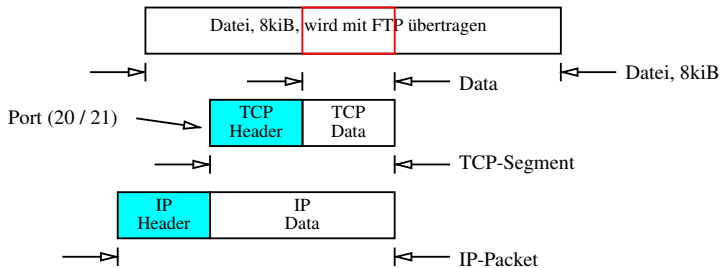 Datei, 8kiB, wird mit FTP übertragen
Datei, 8kiB
Data
Port (20 / 21)
TCP
Header
TCP
Data
TCP-Segment
IP
Header
IP
Data
IP-Packet